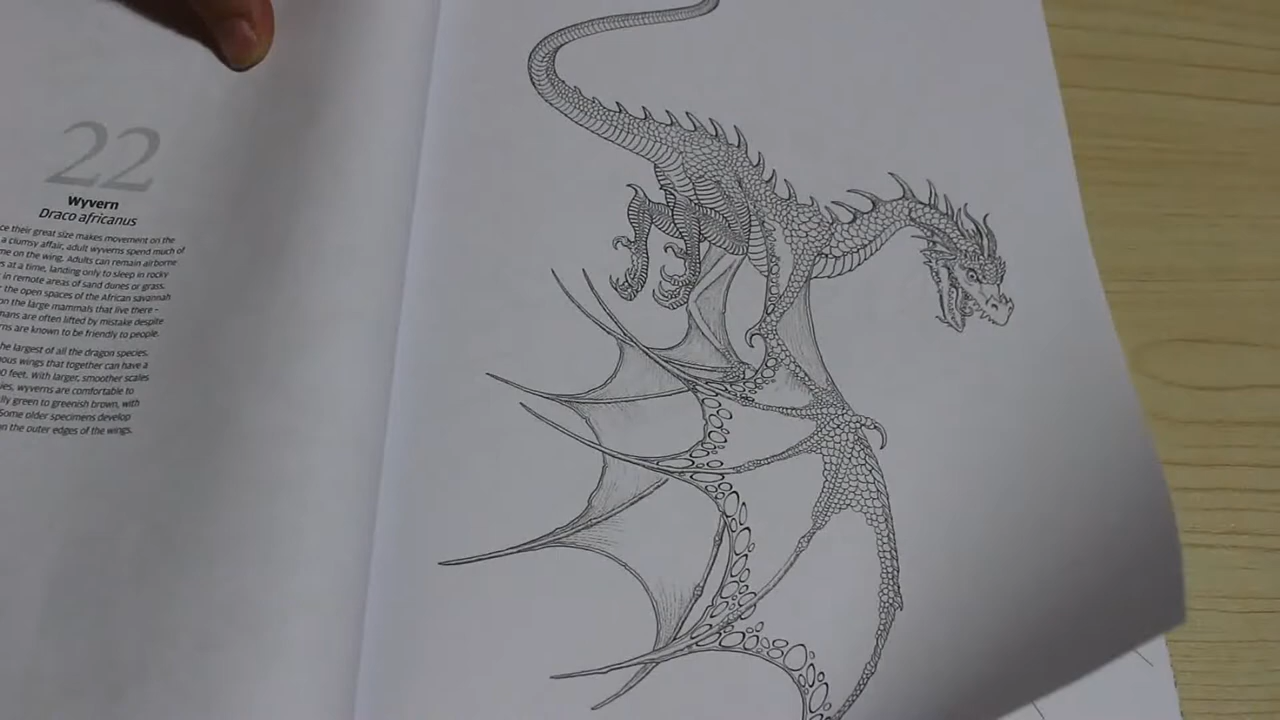 22
Wyvern
Draco africanus
ce their great size makes movement on the
a clumsy affair, adult wyverns spend much of
me on the wing. Adults can remain airborne
s at a time, landing only to sleep in rocky
in remote areas of sand dunes or grass.
the open spaces of the African savannah
on the large mammals that live there –
mans are often lifted by mistake despite
rns are known to be friendly to people.
he largest of all the dragon species.
ous wings that together can have a
0 feet. With larger, smoother scales
ies, wyverns are comfortable to
lly green to greenish brown, with
Some older specimens develop
on the outer edges of the wings.